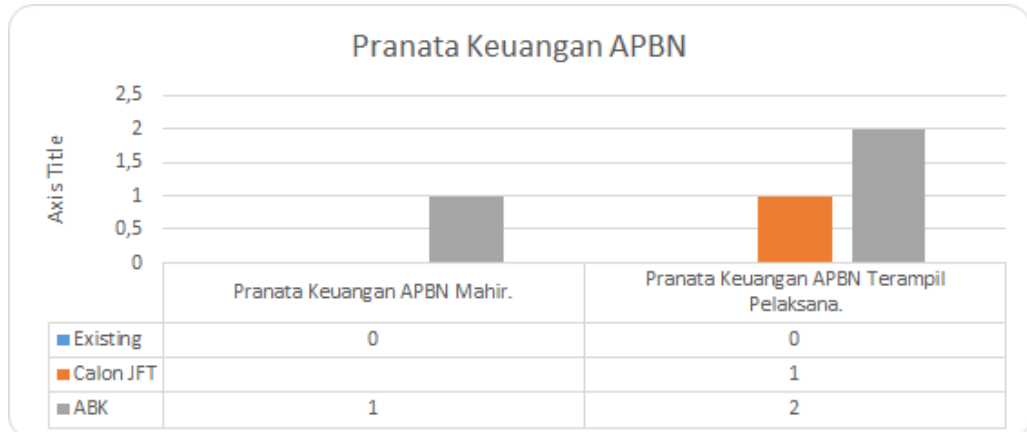 Pranata Keuangan APBN
2,5
2
1,5
1
0,5
0
Axis Title
Pranata Keuangan APBN Mahir.
Pranata Keuangan APBN Terampil
Pelaksana.
Existing 0 0
Calon JFT 1
ABK 1 2